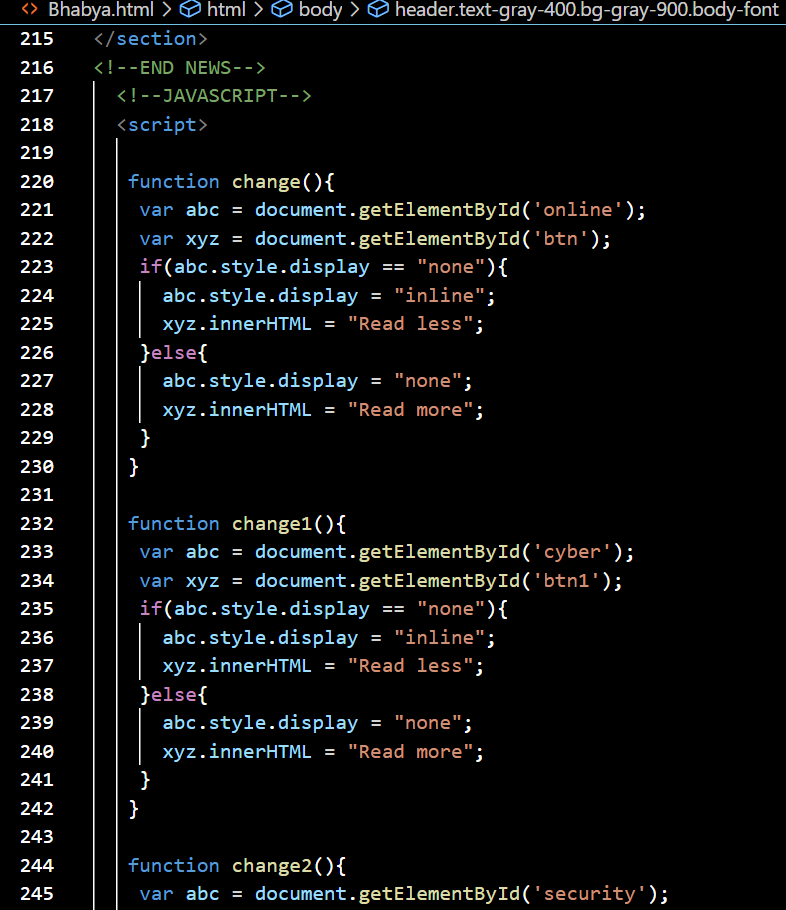 <> Bhabya.html > html > body > header.text-gray-400.bg-gray-900.body-font
215 </section>
216 <!--END NEWS-->
217 <!--JAVASCRIPT-->
218 <script>
219
220 function change(){
221 var abc = document.getElementById('online');
222 var xyz = document.getElementById('btn');
223 if(abc.style.display == "none"){
224 abc.style.display = "inline";
225 xyz.innerHTML = "Read less";
226 }else{
227 abc.style.display = "none";
228 xyz.innerHTML = "Read more";
229 }
230 }
231
232 function change1(){
233 var abc = document.getElementById('cyber');
234 var xyz = document.getElementById('btn1');
235 if(abc.style.display == "none"){
236 abc.style.display = "inline";
237 xyz.innerHTML = "Read less";
238 }else{
239 abc.style.display = "none";
240 xyz.innerHTML = "Read more";
241 }
242 }
243
244 function change2(){
245 var abc = document.getElementById('security');